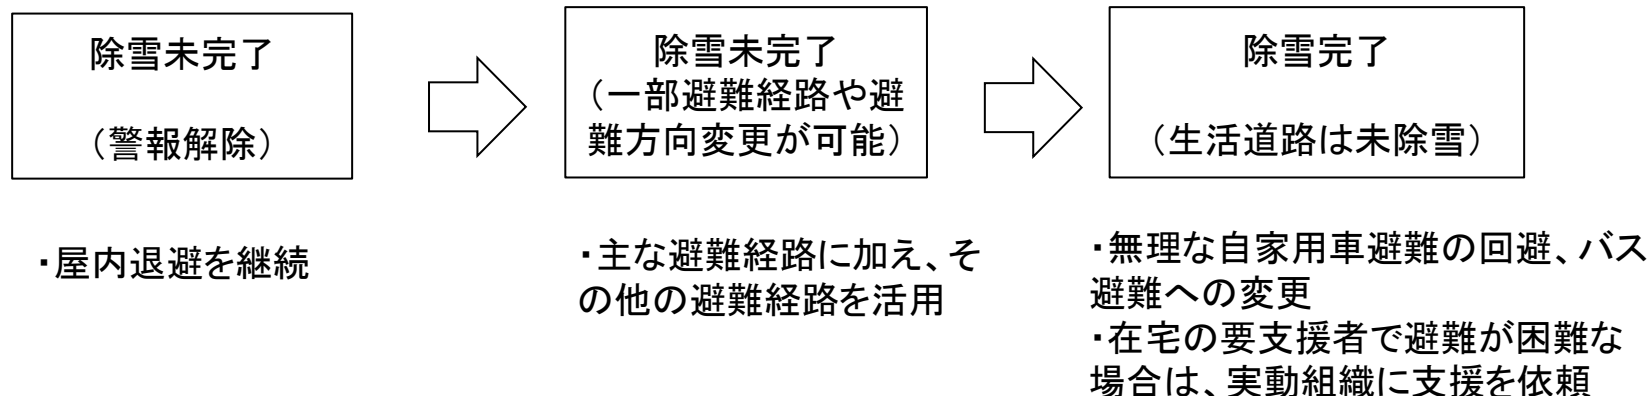 除雪未完了
(警報解除)
・屋内退避を継続
除雪未完了
(一部避難経路や避
難方向変更が可能)
・主な避難経路に加え、そ
の他の避難経路を活用
除雪完了
(生活道路は未除雪)
・無理な自家用車避難の回避、バス
避難への変更
・在宅の要支援者で避難が困難な
場合は、実動組織に支援を依頼